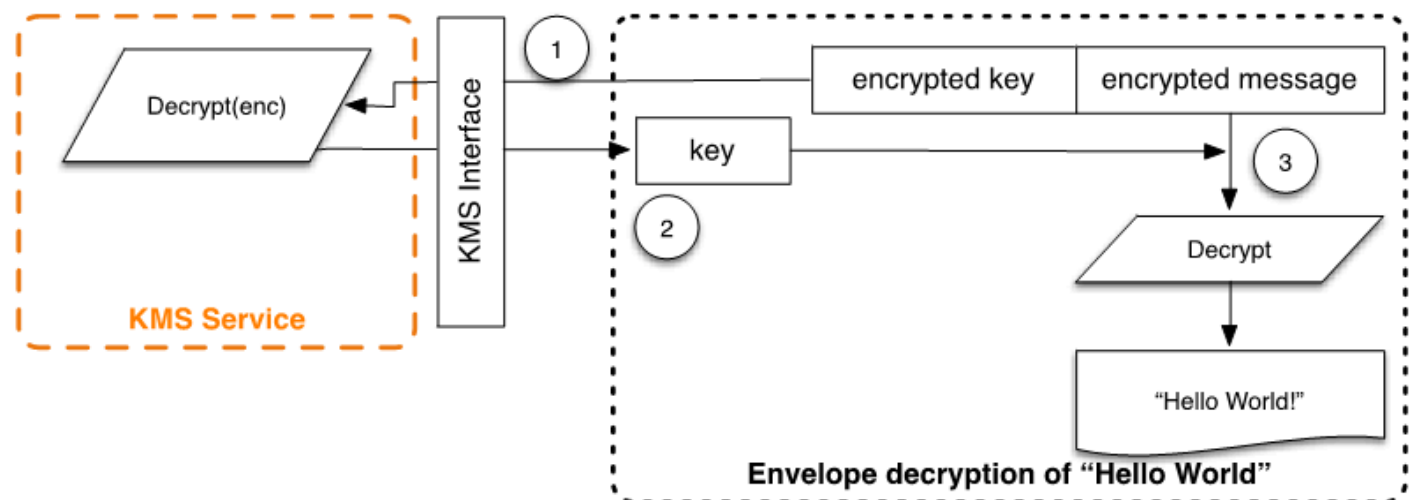 1
encrypted key
encrypted message
Decrypt(enc)
KMS Interface
key
3
2
Decrypt
KMS Service
“Hello World!”
Envelope decryption of “Hello World”